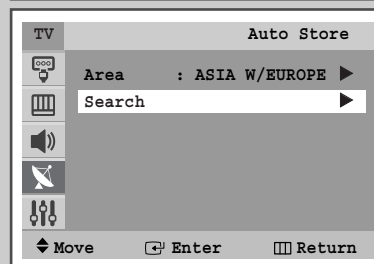 TV Auto Store
Area : ASIA W/EUROPE
Search
Move Enter Return